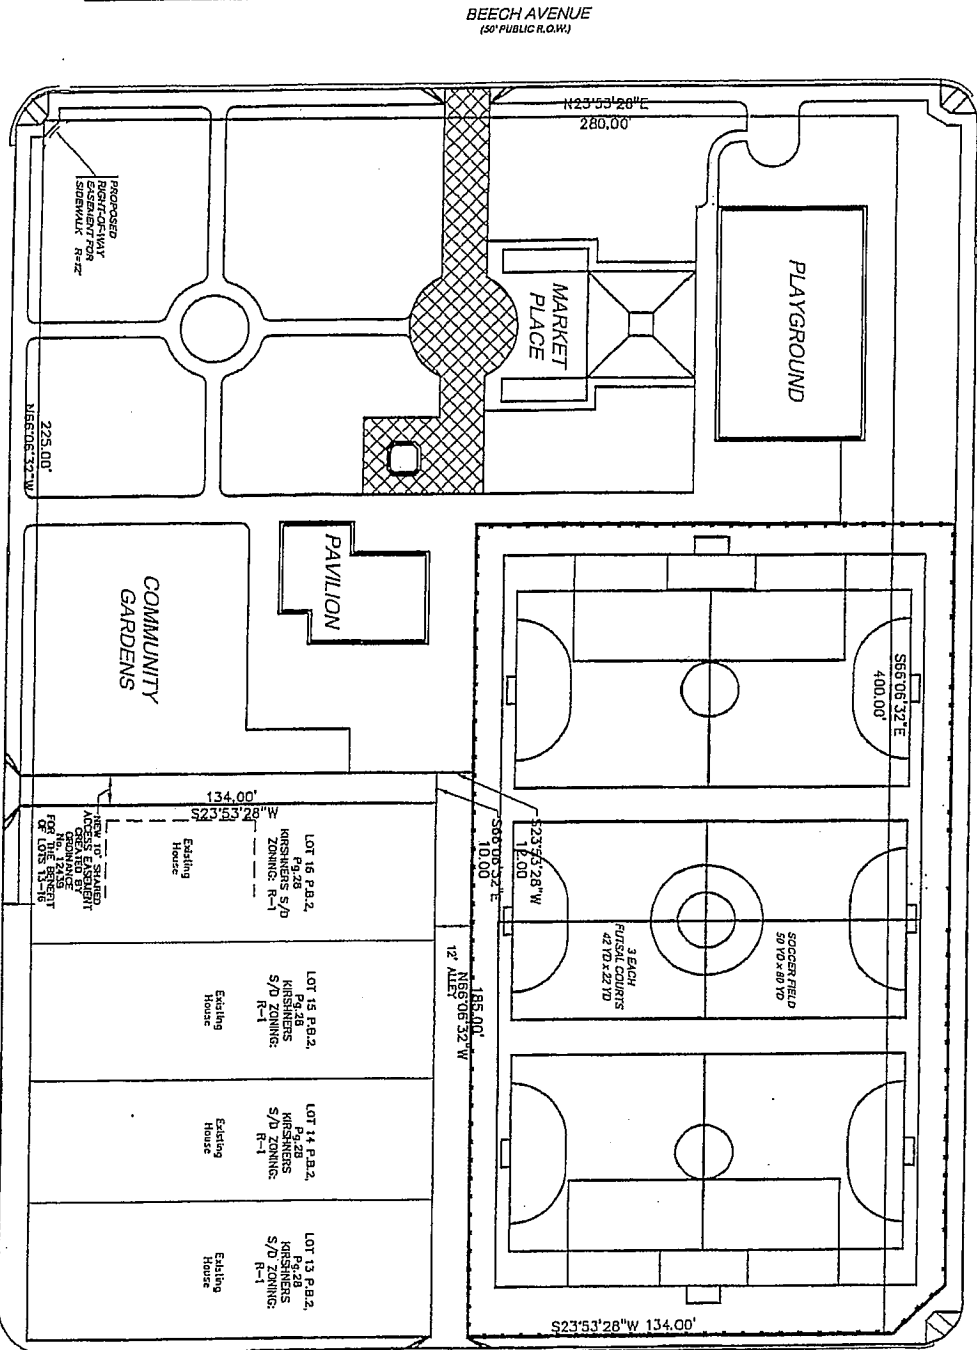 BEECH AVENUE
(50' PUBLIC R.O.W.)
N23°53'28"E
280.00'
PROPOSED
RIGHT-OF-WAY
EASEMENT FOR
SIDEWALK R=12'
MARKET
PLACE
PLAYGROUND
225.00'
N66°06'32"W
PAVILION
COMMUNITY
GARDENS
S66°06'32"E
400.00'
134.00'
S23°53'28"W
S23°53'28"W
12.00
S66°06'32"E
10.00
NEW 10' SHARED
ACCESS EASEMENT
CREATED BY
ORDINANCE
No. 12439
FOR THE BENEFIT
OF LOTS 13-16
Existing
House
LOT 16 P.B.2,
Pg.28
KIRSHNERS S/D
ZONING: R-1
SOCCER FIELD
50 YD x 80 YD
3 EACH
FUTSAL COURTS
42 YD x 22 YD
185.00'
N66°06'32"W
12' ALLEY
LOT 15 P.B.2,
Pg.28
KIRSHNERS
S/D ZONING:
R-1
Existing
House
LOT 14 P.B.2,
Pg.28
KIRSHNERS
S/D ZONING:
R-1
Existing
House
LOT 13 P.B.2,
Pg.28
KIRSHNERS
S/D ZONING:
R-1
Existing
House
S23°53'28"W 134.00'